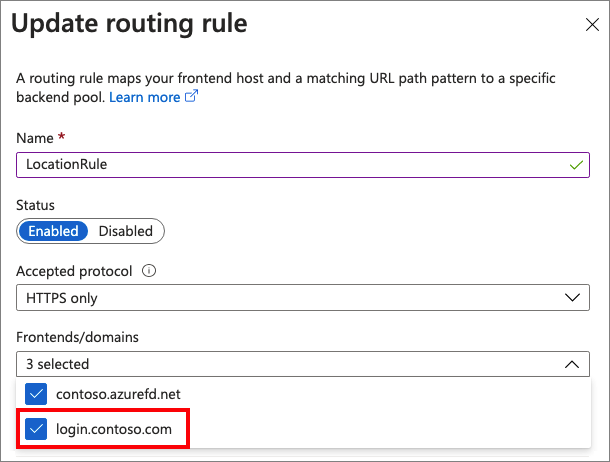 Update routing rule
A routing rule maps your frontend host and a matching URL path pattern to a specific
backend pool. Learn more
Name *
LocationRule
Status
Enabled Disabled
Accepted protocol
HTTPS only
Frontends/domains
3 selected
contoso.azurefd.net
login.contoso.com